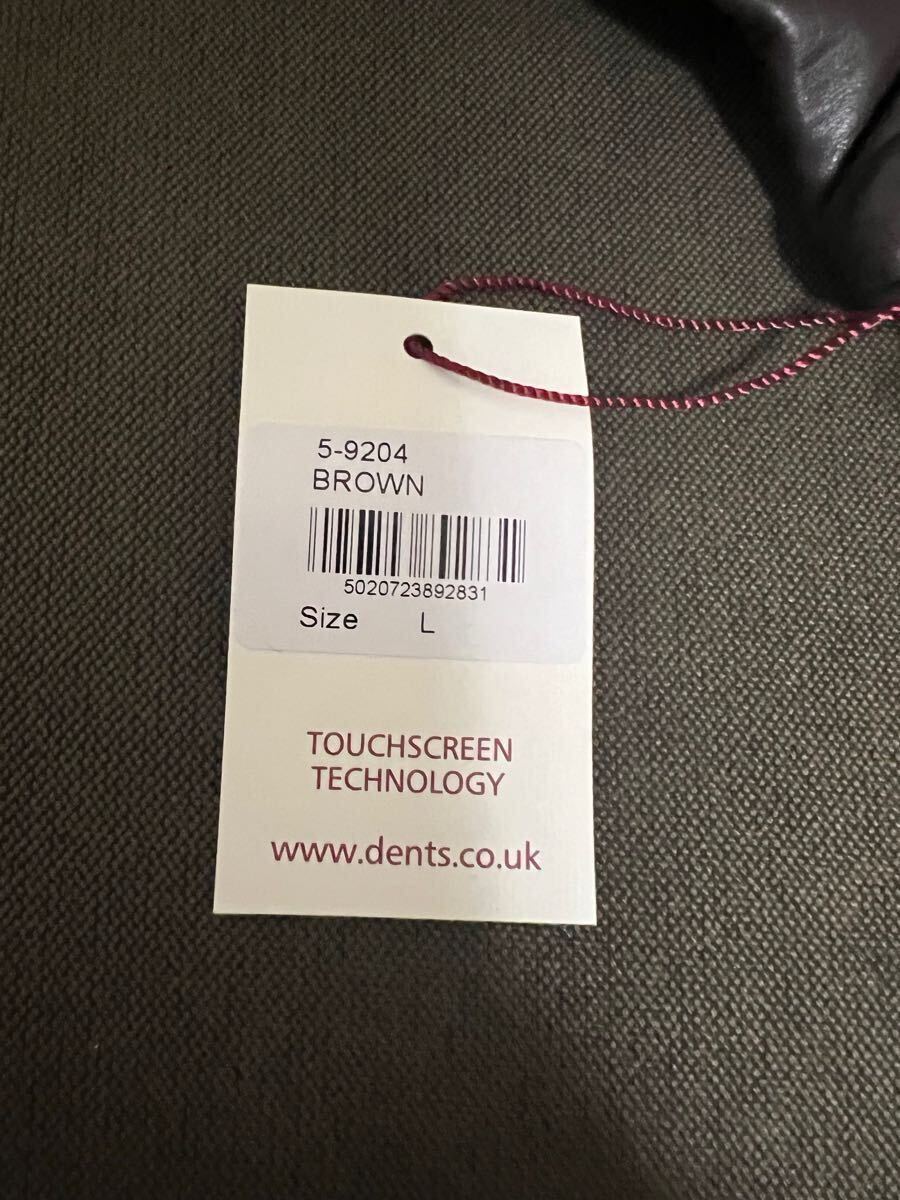 5-9204
BROWN
5020723892831
Size L
TOUCHSCREEN
TECHNOLOGY
www.dents.co.uk